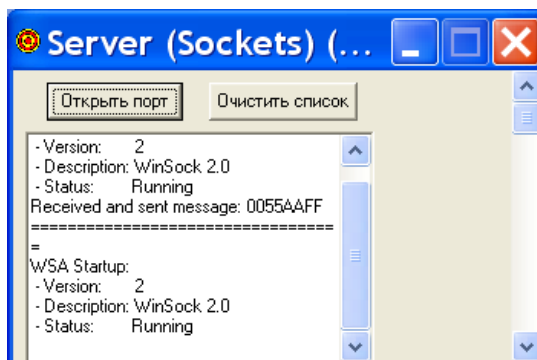 Server (Sockets) (...
Открыть порт
Очистить список
- Version: 2
- Description: WinSock 2.0
- Status: Running
Received and sent message: 0055AAFF
=================================
=
WSA Startup:
- Version: 2
- Description: WinSock 2.0
- Status: Running